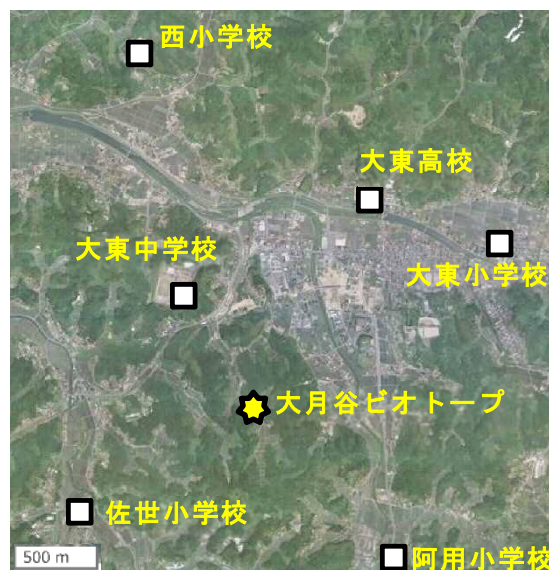 西小学校
大東高校
大東中学校
大東小学校
大月谷ビオトープ
佐世小学校
阿用小学校
500 m